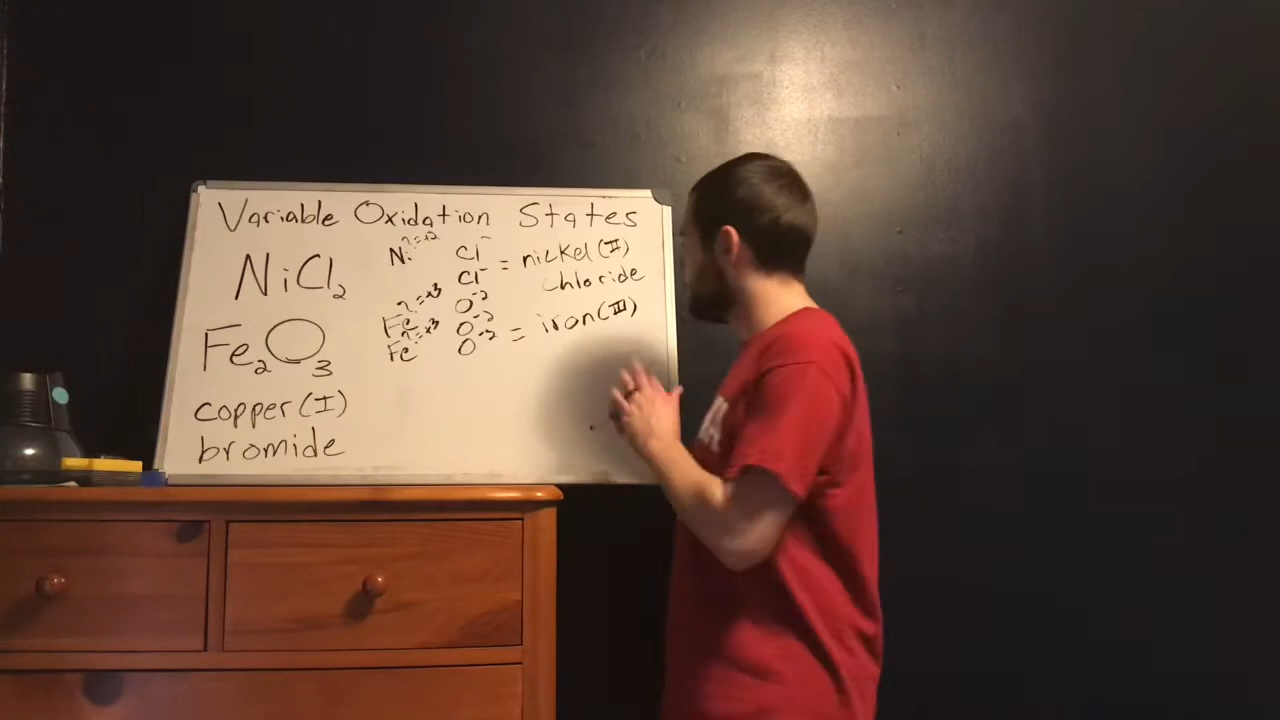 Variable Oxidation States
NiCl₂
Ni ?=+2 Cl⁻
Cl⁻
= nickel (II)
chloride
Fe₂O₃
Fe ?=+3 O⁻²
Fe ?=+3 O⁻²
O⁻²
= iron (III)
copper (I)
bromide